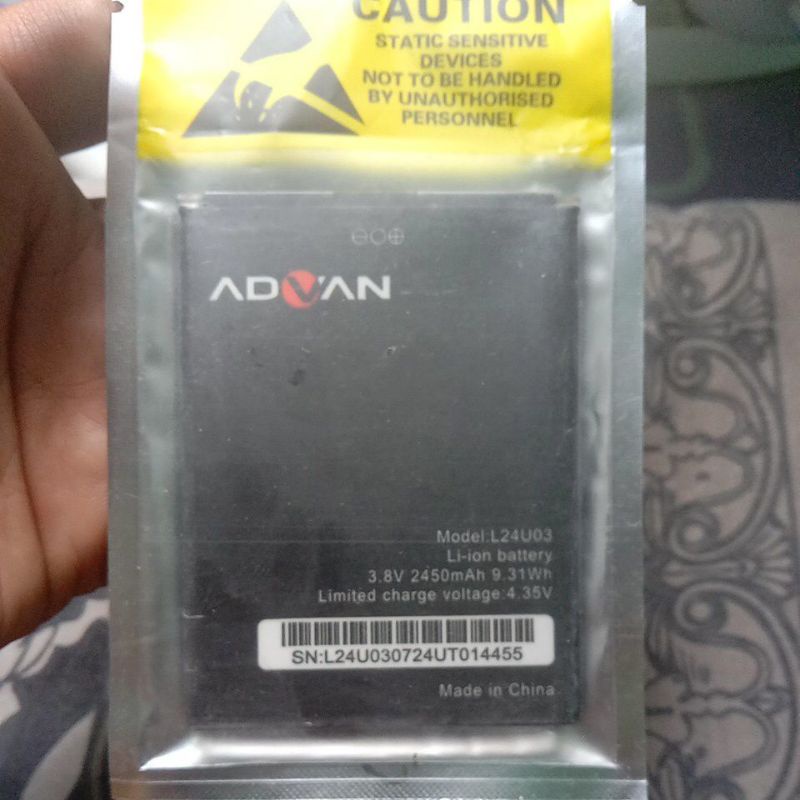 CAUTION
STATIC SENSITIVE
DEVICES
NOT TO BE HANDLED
BY UNAUTHORISED
PERSONNEL
ADVAN
Model:L24U03
Li-ion battery
3.8V 2450mAh 9.31Wh
Limited charge voltage:4.35V
SN:L24U030724UT014455
Made in China